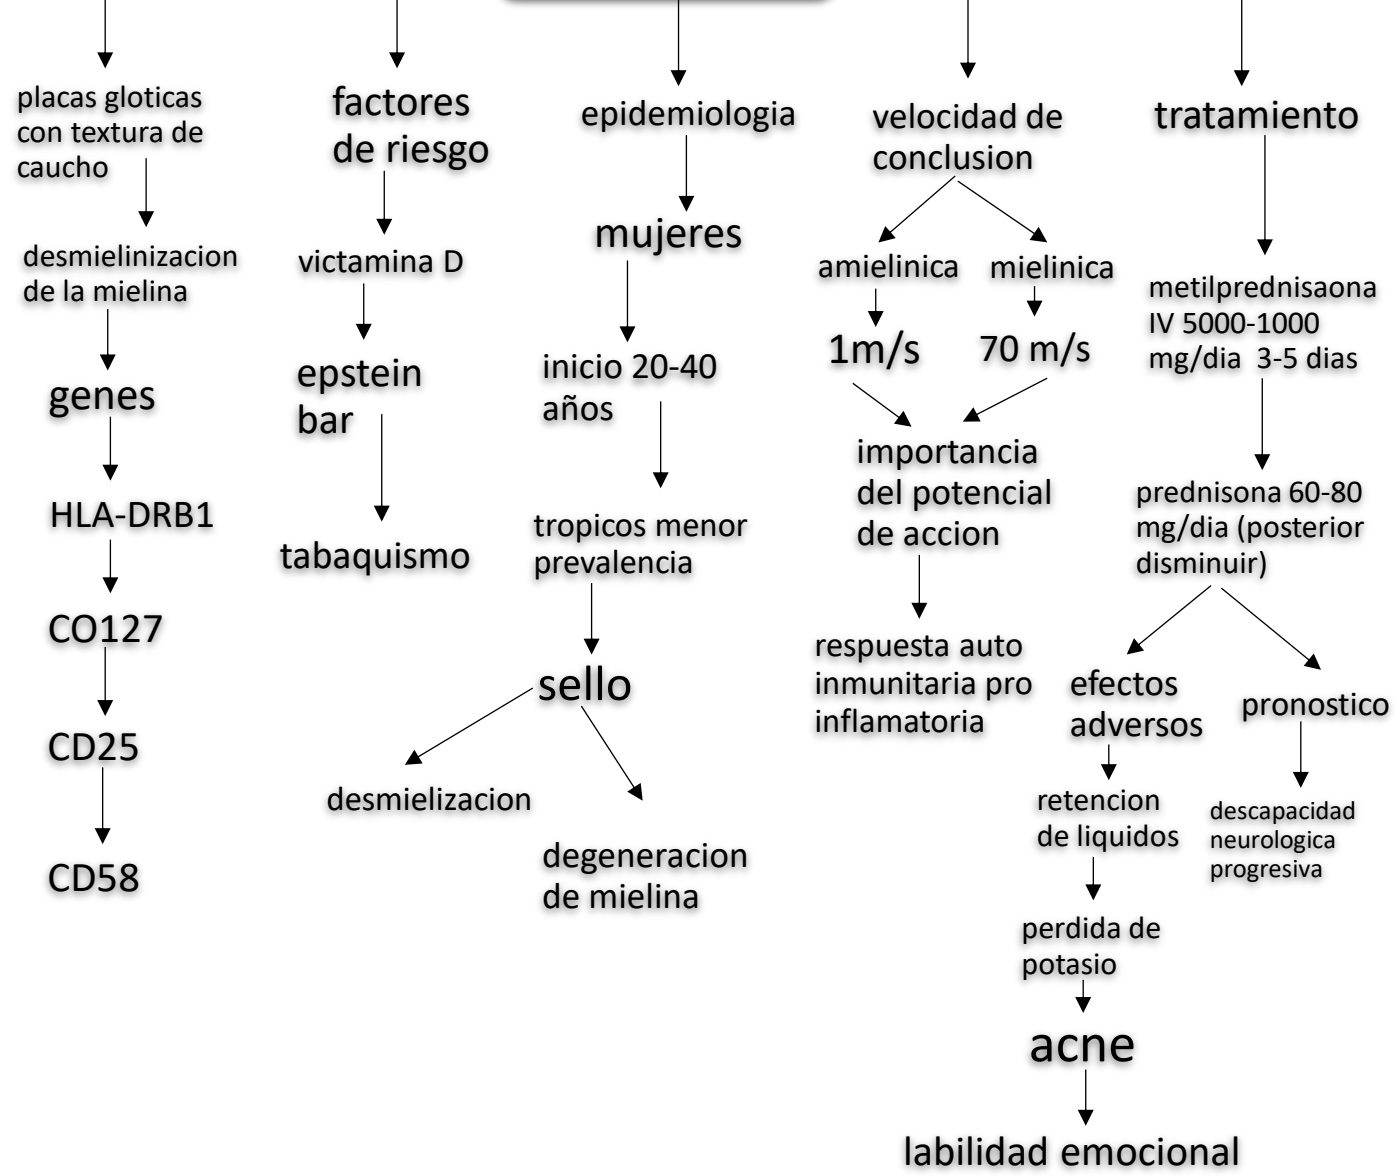 placas gloticas
con textura de
caucho
desmielinizacion
de la mielina
genes
HLA-DRB1
CO127
CD25
CD58
factores
de riesgo
victamina D
epstein
bar
tabaquismo
epidemiologia
mujeres
inicio 20-40
años
tropicos menor
prevalencia
sello
desmielizacion
degeneracion
de mielina
velocidad de
conclusion
amielinica
mielinica
1m/s
70 m/s
importancia
del potencial
de accion
respuesta auto
inmunitaria pro
inflamatoria
tratamiento
metilprednisaona
IV 5000-1000
mg/dia 3-5 dias
prednisona 60-80
mg/dia (posterior
disminuir)
efectos
adversos
retencion
de liquidos
perdida de
potasio
acne
labilidad emocional
pronostico
descapacidad
neurologica
progresiva